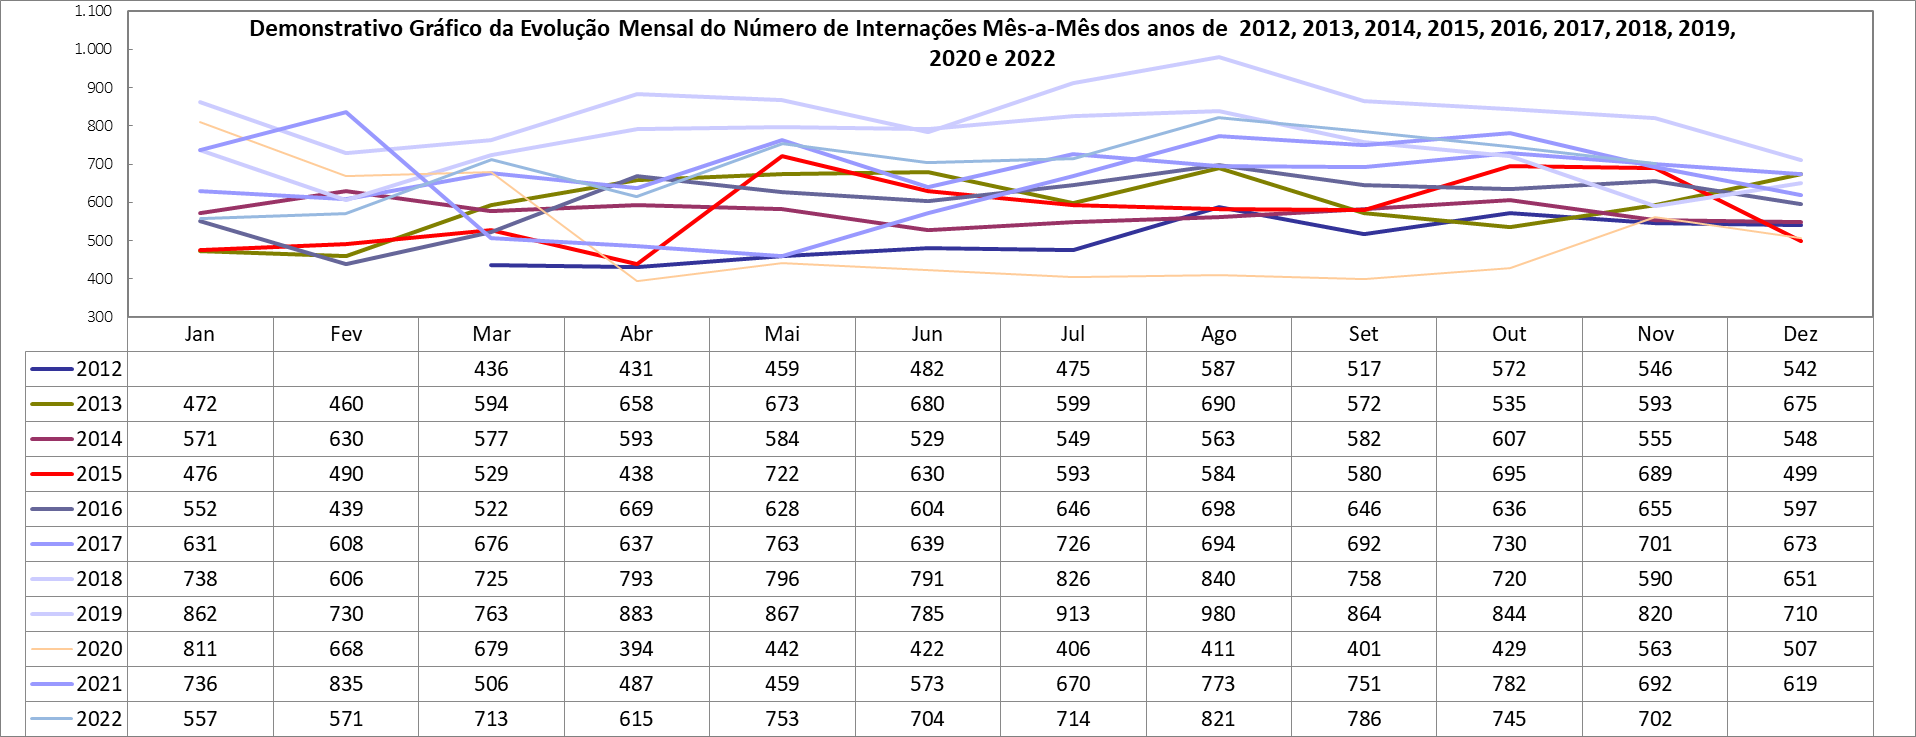 Demonstrativo Gráfico da Evolução Mensal do Número de Internações Mês-a-Mês dos anos de 2012, 2013, 2014, 2015, 2016, 2017, 2018, 2019,
2020 e 2022
1.100
1.000
900
800
700
600
500
400
300
Jan Fev Mar Abr Mai Jun Jul Ago Set Out Nov Dez
2012 436 431 459 482 475 587 517 572 546 542
2013 472 460 594 658 673 680 599 690 572 535 593 675
2014 571 630 577 593 584 529 549 563 582 607 555 548
2015 476 490 529 438 722 630 593 584 580 695 689 499
2016 552 439 522 669 628 604 646 698 646 636 655 597
2017 631 608 676 637 763 639 726 694 692 730 701 673
2018 738 606 725 793 796 791 826 840 758 720 590 651
2019 862 730 763 883 867 785 913 980 864 844 820 710
2020 811 668 679 394 442 422 406 411 401 429 563 507
2021 736 835 506 487 459 573 670 773 751 782 692 619
2022 557 571 713 615 753 704 714 821 786 745 702